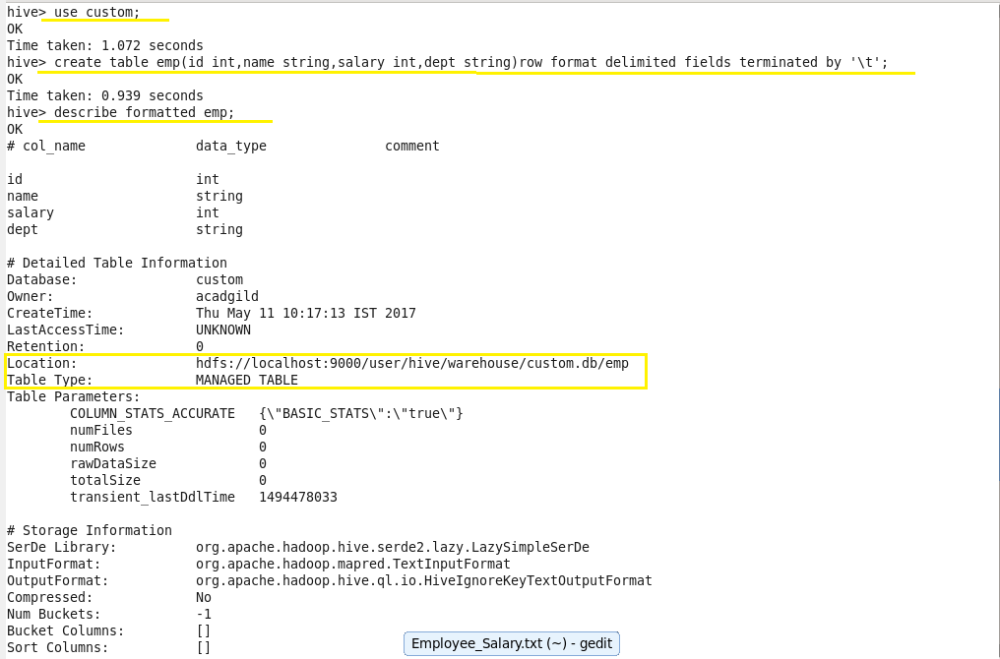 hive> use custom;
OK
Time taken: 1.072 seconds
hive> create table emp(id int,name string,salary int,dept string)row format delimited fields terminated by '\t';
OK
Time taken: 0.939 seconds
hive> describe formatted emp;
OK
# col_name data_type comment
id int
name string
salary int
dept string
# Detailed Table Information
Database: custom
Owner: acadgild
CreateTime: Thu May 11 10:17:13 IST 2017
LastAccessTime: UNKNOWN
Retention: 0
Location: hdfs://localhost:9000/user/hive/warehouse/custom.db/emp
Table Type: MANAGED TABLE
Table Parameters:
COLUMN_STATS_ACCURATE {\"BASIC_STATS\":\"true\"}
numFiles 0
numRows 0
rawDataSize 0
totalSize 0
transient_lastDdlTime 1494478033
# Storage Information
SerDe Library: org.apache.hadoop.hive.serde2.lazy.LazySimpleSerDe
InputFormat: org.apache.hadoop.mapred.TextInputFormat
OutputFormat: org.apache.hadoop.hive.ql.io.HiveIgnoreKeyTextOutputFormat
Compressed: No
Num Buckets: -1
Bucket Columns: []
Sort Columns: []
Employee_Salary.txt (~) - gedit